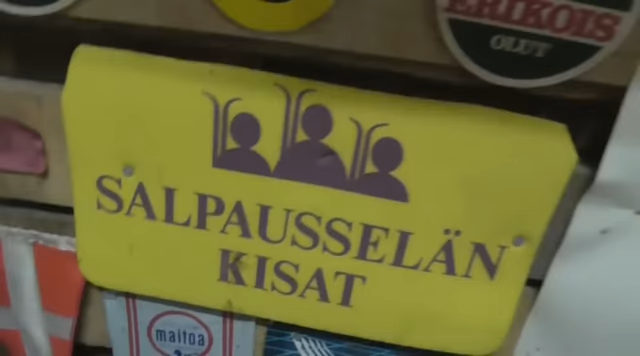 ERIKOIS
OLUT
SALPAUSSELÄN
KISAT
maitoa